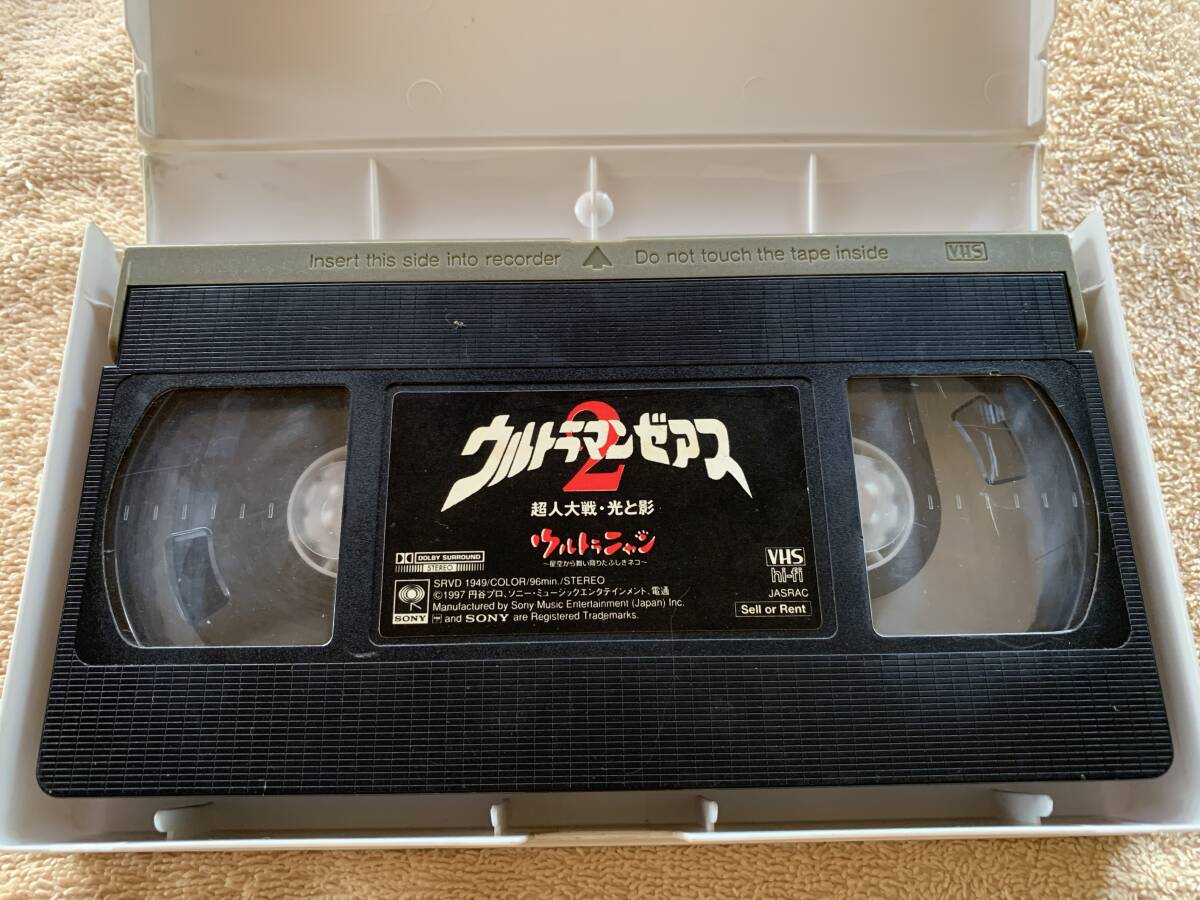 Insert this side into recorder Do not touch the tape inside VHS
ウルトラマンゼアス
2
超人大戦・光と影
ウルトラニャン
~星空から舞い降りたふしぎネコ~
DOLBY SURROUND
STEREO
SONY
SRVD 1949/COLOR/96min./STEREO
©1997 円谷プロ、ソニー・ミュージックエンタテインメント、電通
Manufactured by Sony Music Entertainment (Japan) Inc.
and SONY are Registered Trademarks.
VHS
hi-fi
JASRAC
Sell or Rent